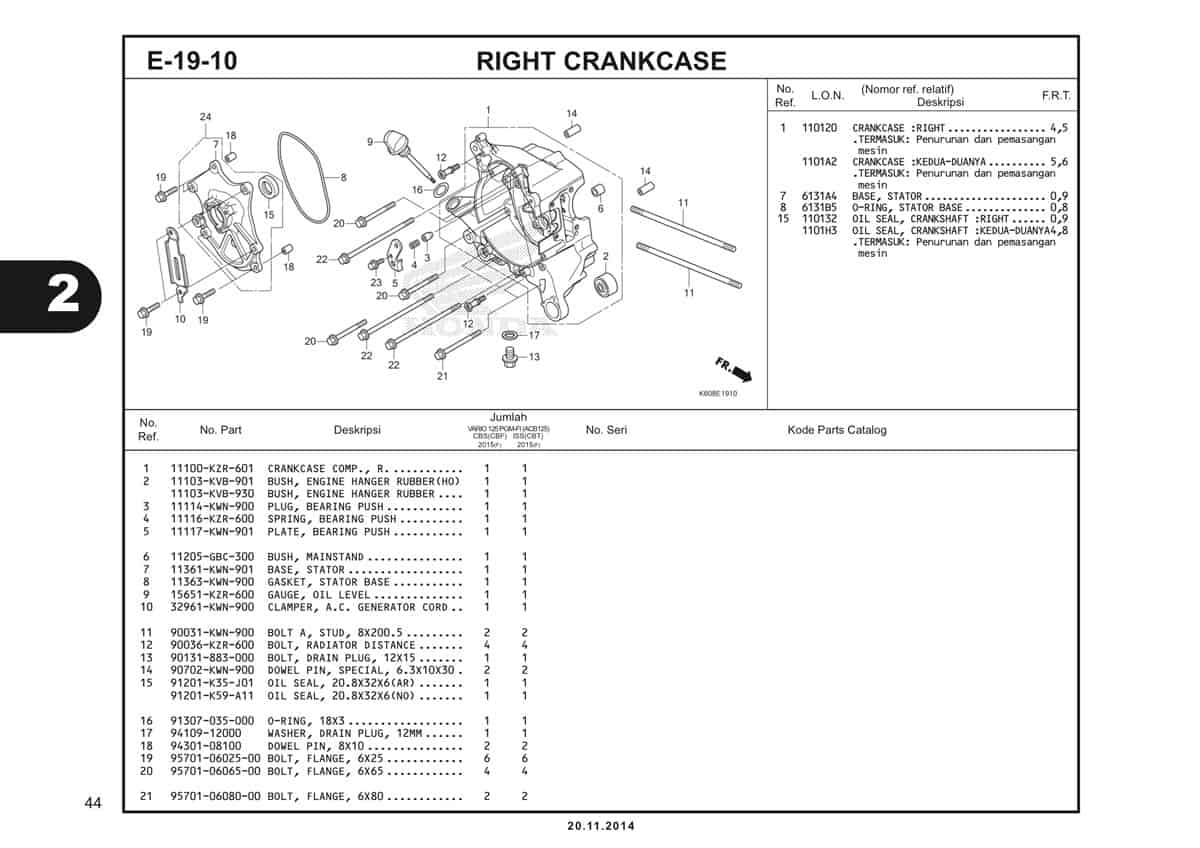 E-19-10
RIGHT CRANKCASE
No. Ref. L.O.N. (Nomor ref. relatif) Deskripsi F.R.T.
1 110120 CRANKCASE :RIGHT................. 4,5
.TERMASUK: Penurunan dan pemasangan
mesin
1101A2 CRANKCASE :KEDUA-DUANYA.......... 5,6
.TERMASUK: Penurunan dan pemasangan
mesin
7 6131A4 BASE, STATOR..................... 0,9
8 6131B5 O-RING, STATOR BASE.............. 0,8
15 110132 OIL SEAL, CRANKSHAFT :RIGHT...... 0,9
1101H3 OIL SEAL, CRANKSHAFT :KEDUA-DUANYA4,8
.TERMASUK: Penurunan dan pemasangan
mesin
24
18
7
19
15
8
9
12
16
1
14
14
6
11
11
20
22
3
4
5
23
20
2
18
19
10
19
12
20
22
22
21
17
13
HONDA
FR.
K60BE1910
2
No. Ref. No. Part Deskripsi Jumlah No. Seri Kode Parts Catalog
VARIO 125 PGM-FI (ACB125)
CBS(CBF) ISS(CBT)
2015(F) 2015(F)
1 11100-KZR-601 CRANKCASE COMP., R............ 1 1
2 11103-KVB-901 BUSH, ENGINE HANGER RUBBER(HO) 1 1
11103-KVB-930 BUSH, ENGINE HANGER RUBBER.... 1 1
3 11114-KWN-900 PLUG, BEARING PUSH............ 1 1
4 11116-KZR-600 SPRING, BEARING PUSH.......... 1 1
5 11117-KWN-901 PLATE, BEARING PUSH........... 1 1
6 11205-GBC-300 BUSH, MAINSTAND............... 1 1
7 11361-KWN-901 BASE, STATOR.................. 1 1
8 11363-KWN-900 GASKET, STATOR BASE........... 1 1
9 15651-KZR-600 GAUGE, OIL LEVEL.............. 1 1
10 32961-KWN-900 CLAMPER, A.C. GENERATOR CORD.. 1 1
11 90031-KWN-900 BOLT A, STUD, 8X200.5......... 2 2
12 90036-KZR-600 BOLT, RADIATOR DISTANCE....... 4 4
13 90131-883-000 BOLT, DRAIN PLUG, 12X15....... 1 1
14 90702-KWN-900 DOWEL PIN, SPECIAL, 6.3X10X30. 2 2
15 91201-K35-J01 OIL SEAL, 20.8X32X6(AR)....... 1 1
91201-K59-A11 OIL SEAL, 20.8X32X6(NO)....... 1 1
16 91307-035-000 O-RING, 18X3.................. 1 1
17 94109-12000 WASHER, DRAIN PLUG, 12MM...... 1 1
18 94301-08100 DOWEL PIN, 8X10............... 2 2
19 95701-06025-00 BOLT, FLANGE, 6X25............ 6 6
20 95701-06065-00 BOLT, FLANGE, 6X65............ 4 4
21 95701-06080-00 BOLT, FLANGE, 6X80............ 2 2
44
20.11.2014